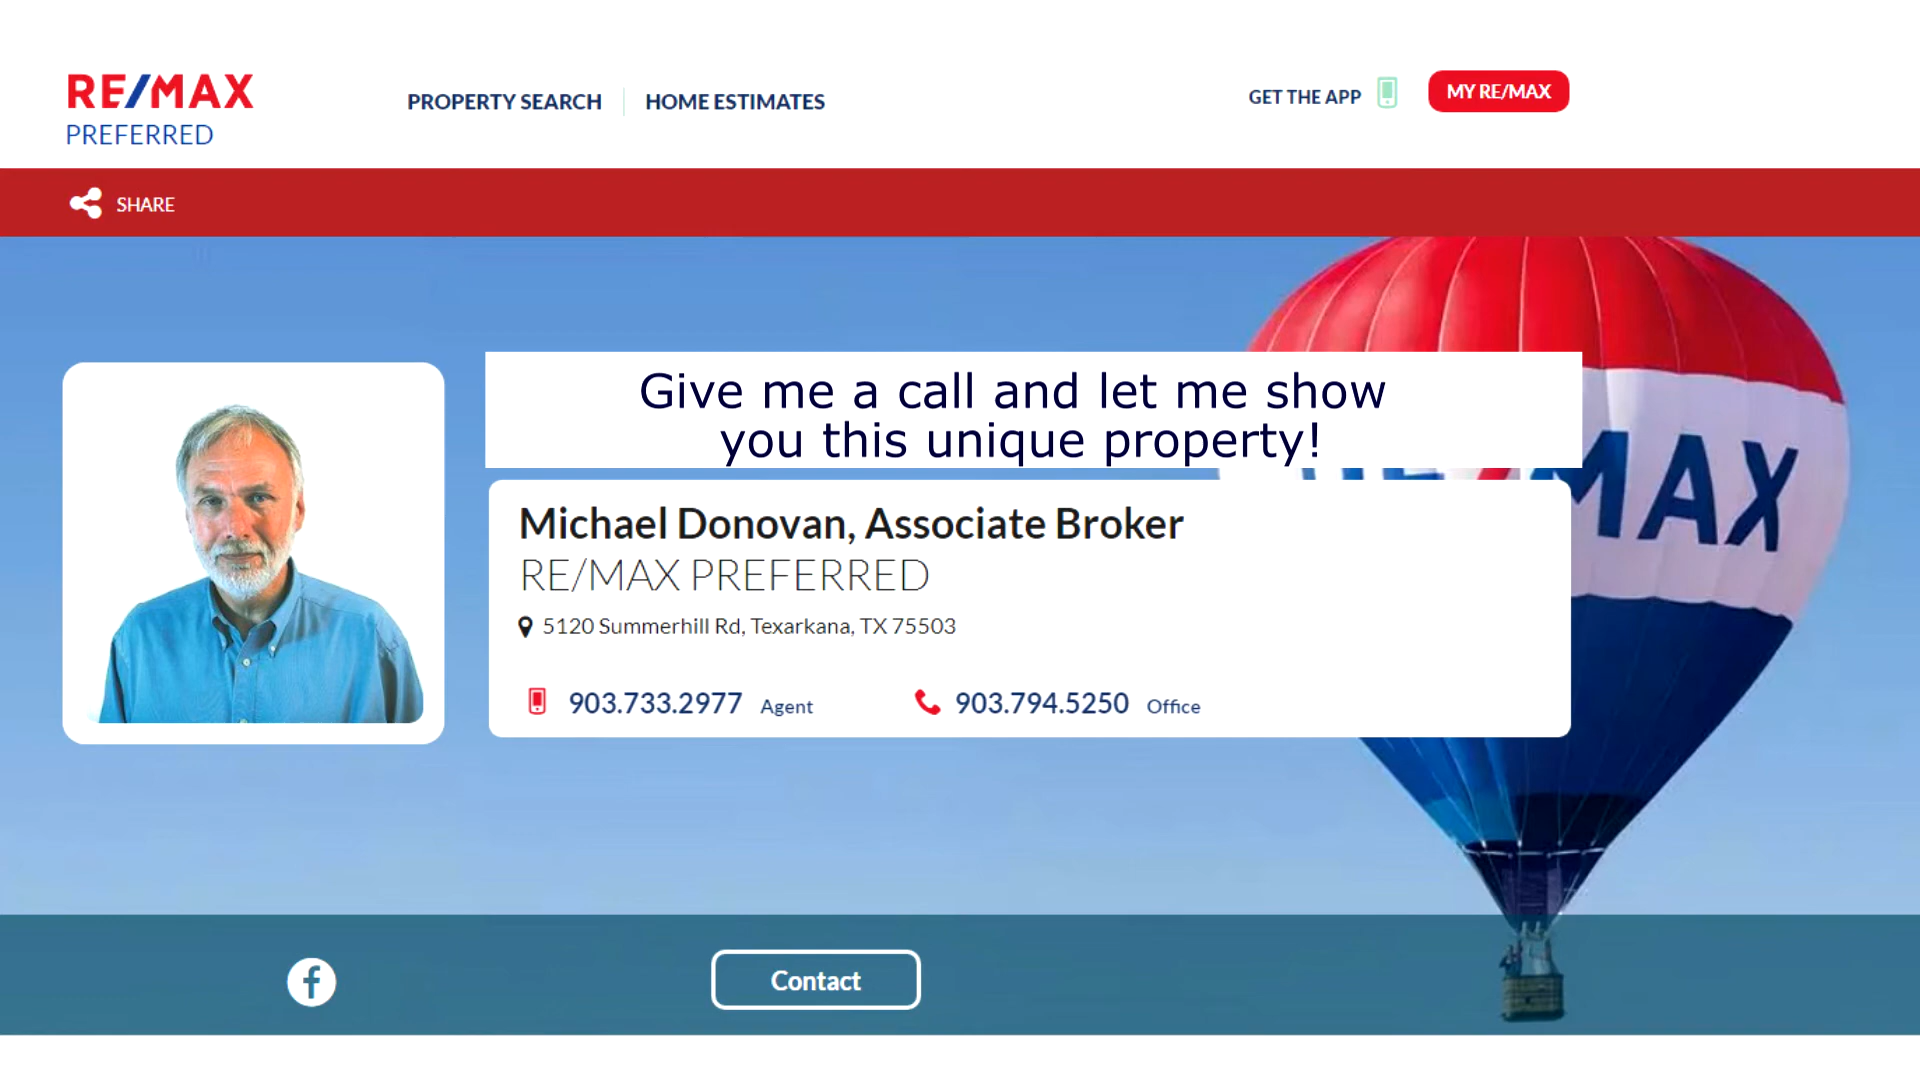 RE/MAX
PREFERRED
PROPERTY SEARCH
HOME ESTIMATES
GET THE APP
MY RE/MAX
SHARE
Give me a call and let me show
you this unique property!
MAX
Michael Donovan, Associate Broker
RE/MAX PREFERRED
5120 Summerhill Rd, Texarkana, TX 75503
903.733.2977 Agent
903.794.5250 Office
Contact